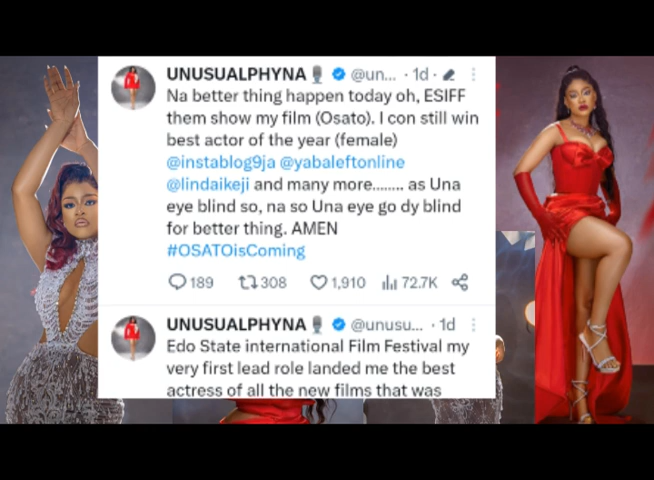 UNUSUALPHYNA🎙️ @un... · 1d
Na better thing happen today oh, ESIFF
them show my film (Osato). I con still win
best actor of the year (female)
@instablog9ja @yabaleftonline
@lindaikeji and many more........ as Una
eye blind so, na so Una eye go dy blind
for better thing. AMEN
#OSATOisComing
189 308 1,910 72.7K
UNUSUALPHYNA🎙️ @unusu... · 1d
Edo State international Film Festival my
very first lead role landed me the best
actress of all the new films that was